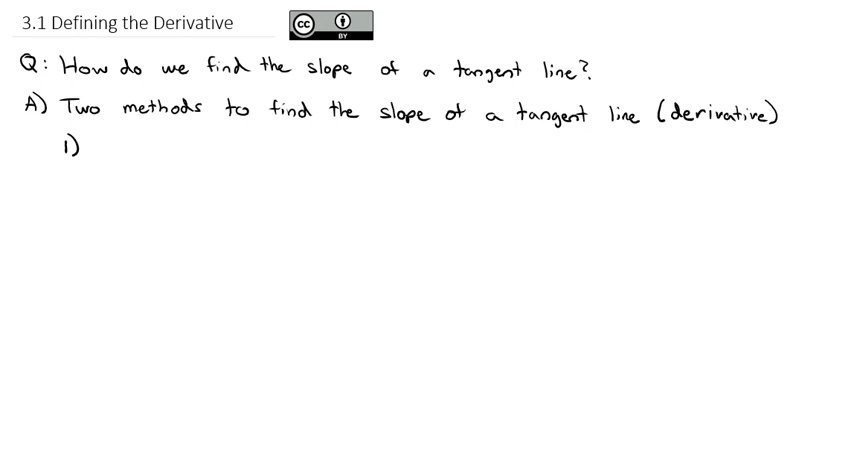 3.1 Defining the Derivative
cc BY
Q: How do we find the slope of a tangent line?
A) Two methods to find the slope of a tangent line (derivative)
1)